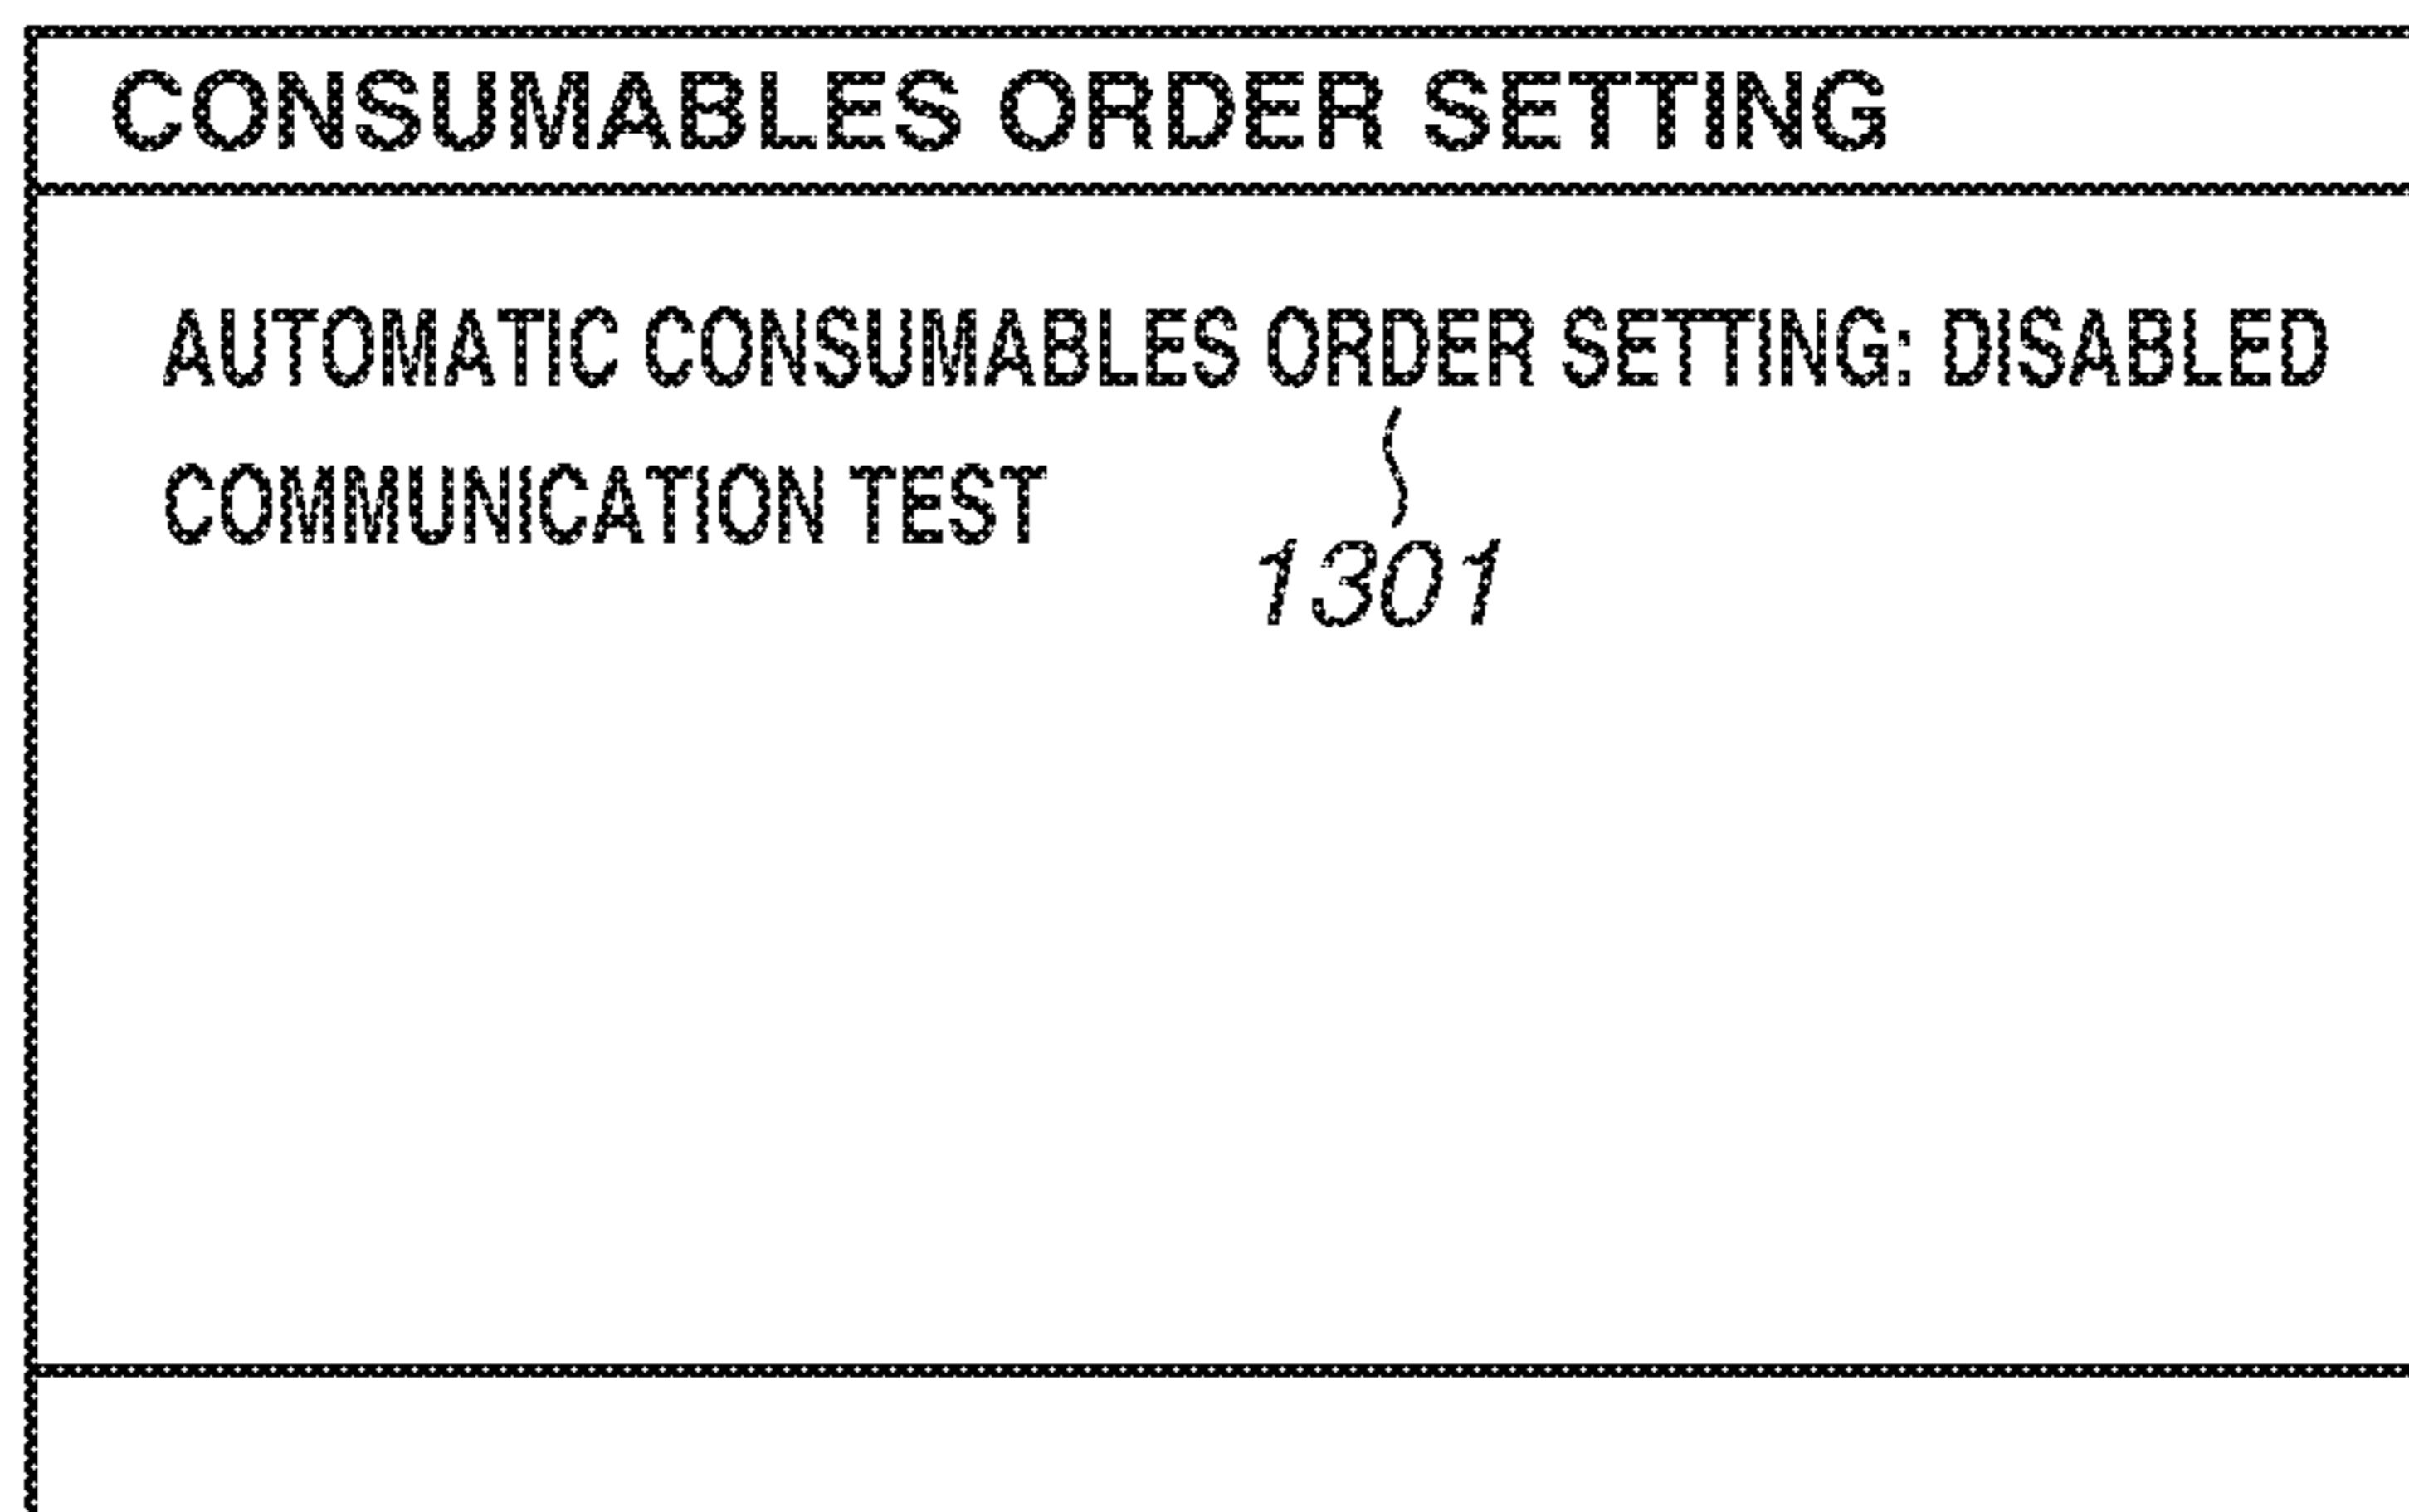 CONSUMABLES ORDER SETTING
AUTOMATIC CONSUMABLES ORDER SETTING: DISABLED
COMMUNICATION TEST
1301